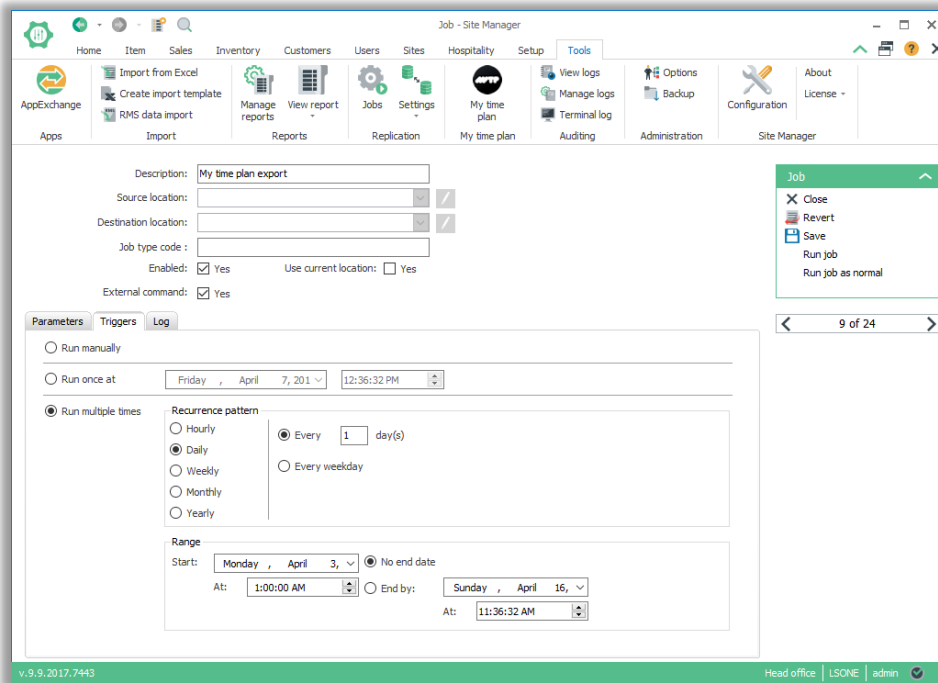 Job - Site Manager
Home Item Sales Inventory Customers Users Sites Hospitality Setup Tools
AppExchange
Apps
Import from Excel
Create import template
RMS data import
Import
Manage reports
View report
Reports
Jobs
Settings
Replication
My time plan
My time plan
View logs
Manage logs
Terminal log
Auditing
Options
Backup
Administration
Configuration
About
License
Site Manager
Description: My time plan export
Source location:
Destination location:
Job type code :
Enabled: Yes Use current location: Yes
External command: Yes
Job
Close
Revert
Save
Run job
Run job as normal
9 of 24
Parameters Triggers Log
Run manually
Run once at Friday , April 7, 201 12:36:32 PM
Run multiple times
Recurrence pattern
Hourly
Daily
Weekly
Monthly
Yearly
Every 1 day(s)
Every weekday
Range
Start: Monday , April 3, No end date
At: 1:00:00 AM End by: Sunday , April 16,
At: 11:36:32 AM
v.9.9.2017.7443 Head office LSONE admin